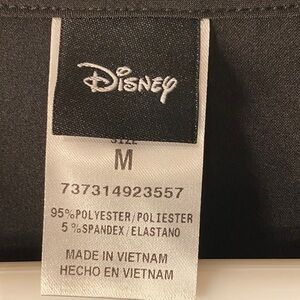 Disney
SIZE
M
737314923557
95%POLYESTER/POLIESTER
5%SPANDEX/ELASTANO
MADE IN VIETNAM
HECHO EN VIETNAM